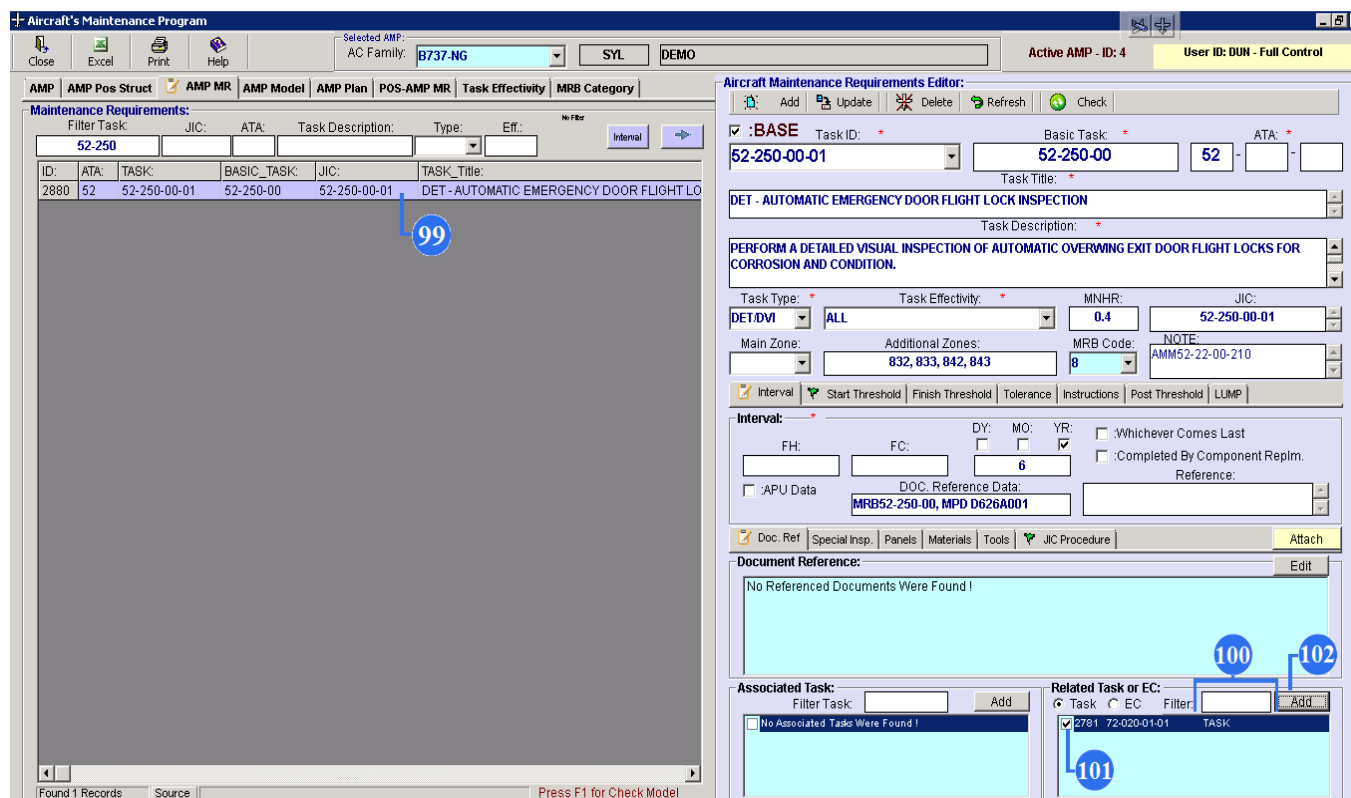 Aircraft's Maintenance Program
Close Excel Print Help
Selected AMP:
AC Family: B737-NG SYL DEMO
Active AMP - ID: 4
User ID: DUN - Full Control
AMP AMP Pos Struct AMP MR AMP Model AMP Plan POS-AMP MR Task Effectivity MRB Category
Maintenance Requirements:
Filter Task: JIC: ATA: Task Description: Type: Eff.: No Filter
52-250 Interval
ID: ATA: TASK: BASIC_TASK: JIC: TASK_Title:
2880 52 52-250-00-01 52-250-00 52-250-00-01 DET - AUTOMATIC EMERGENCY DOOR FLIGHT LO
99
Found 1 Records Source Press F1 for Check Model
Aircraft Maintenance Requirements Editor:
Add Update Delete Refresh Check
:BASE Task ID: * Basic Task: * ATA: *
52-250-00-01 52-250-00 52 - -
Task Title: *
DET - AUTOMATIC EMERGENCY DOOR FLIGHT LOCK INSPECTION
Task Description: *
PERFORM A DETAILED VISUAL INSPECTION OF AUTOMATIC OVERWING EXIT DOOR FLIGHT LOCKS FOR
CORROSION AND CONDITION.
Task Type: * Task Effectivity: * MNHR: JIC:
DET/DVI ALL 0.4 52-250-00-01
Main Zone: Additional Zones: MRB Code: NOTE:
832, 833, 842, 843 8 AMM52-22-00-210
Interval Start Threshold Finish Threshold Tolerance Instructions Post Threshold LUMP
Interval: *
FH: FC: DY: MO: YR: :Whichever Comes Last
6 :Completed By Component Replm.
:APU Data DOC. Reference Data: Reference:
MRB52-250-00, MPD D626A001
Doc. Ref Special Insp. Panels Materials Tools JIC Procedure Attach
Document Reference: Edit
No Referenced Documents Were Found !
100 102
Associated Task:
Filter Task: Add
No Associated Tasks Were Found !
Related Task or EC:
Task EC Filter: Add
2781 72-020-01-01 TASK
101